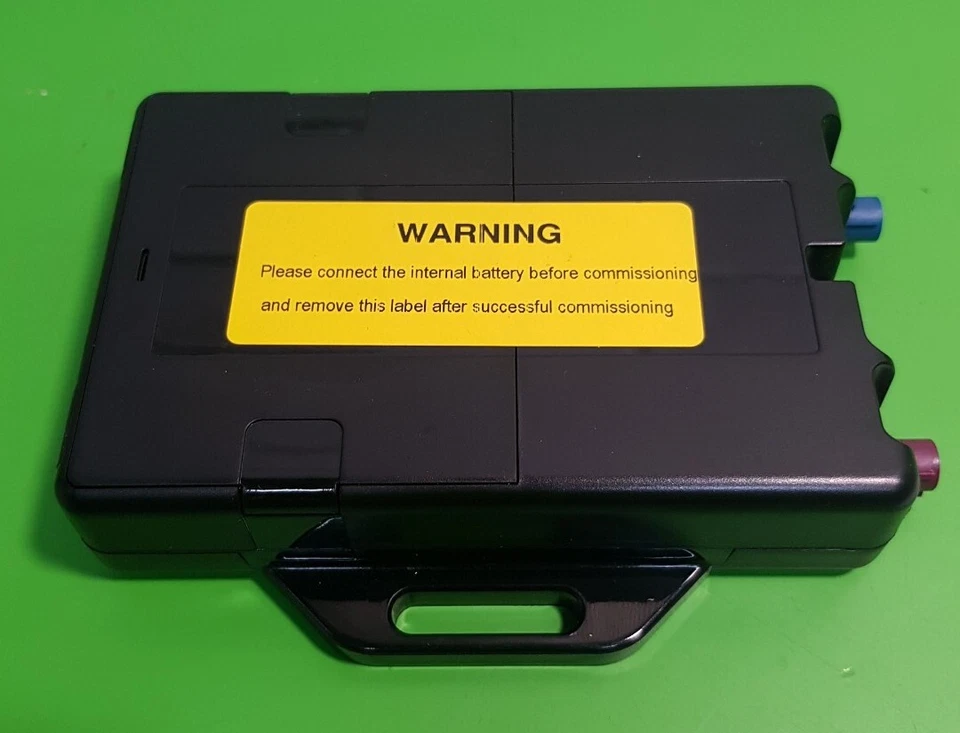 WARNING
Please connect the internal battery before commissioning
and remove this label after successful commissioning